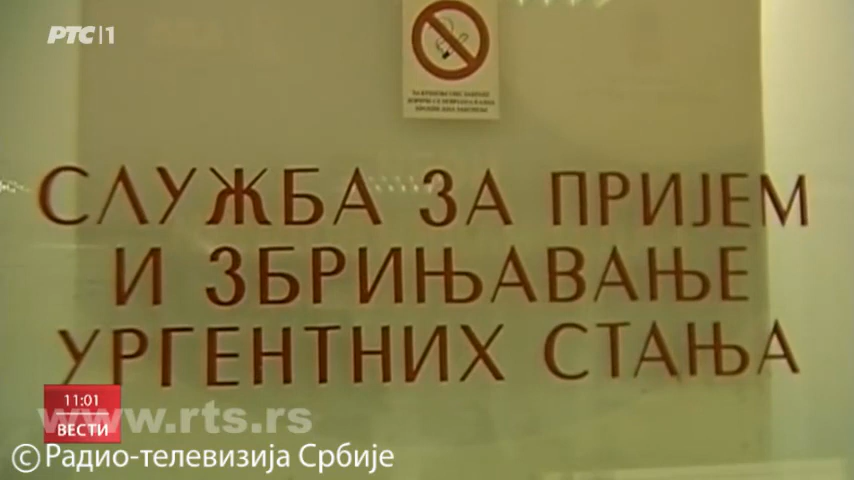 РТС|1
СЛУЖБА ЗА ПРИЈЕМ
И ЗБРИЊАВАЊЕ
УРГЕНТНИХ СТАЊА
11:01
www.rts.rs
ВЕСТИ
©Радио-телевизија Србије